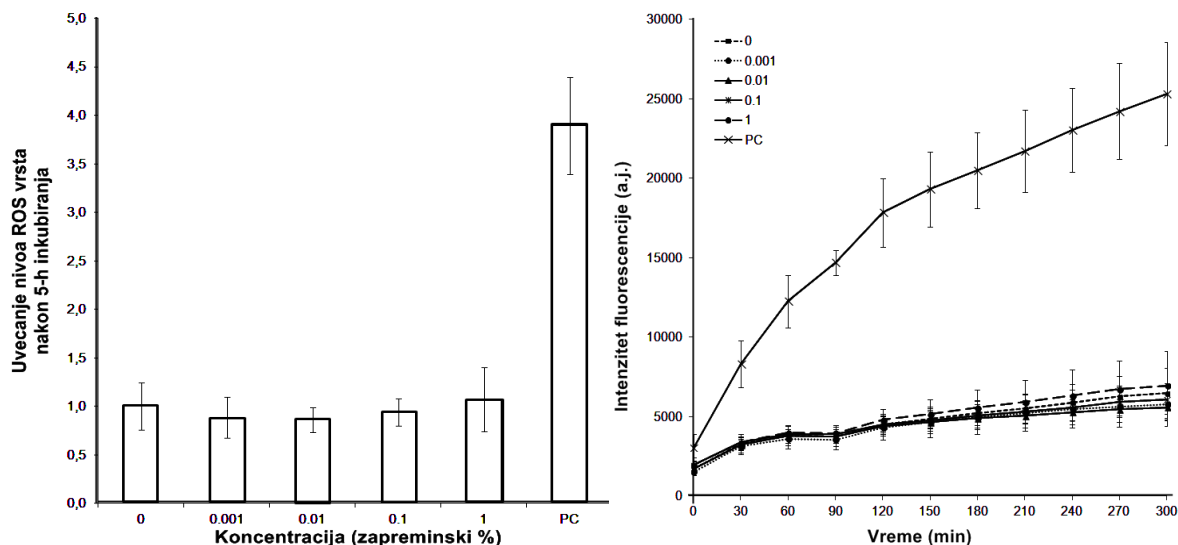 5,0
4,5
4,0
3,5
3,0
2,5
2,0
1,5
1,0
0,5
0,0
Uvecanje nivoa ROS vrsta
nakon 5-h inkubiranja
0 0.001 0.01 0.1 1 PC
Koncentracija (zapreminski %)
30000
25000
20000
15000
10000
5000
0
Intenzitet fluorescencije (a.j.)
0
0.001
0.01
0.1
1
PC
0 30 60 90 120 150 180 210 240 270 300
Vreme (min)